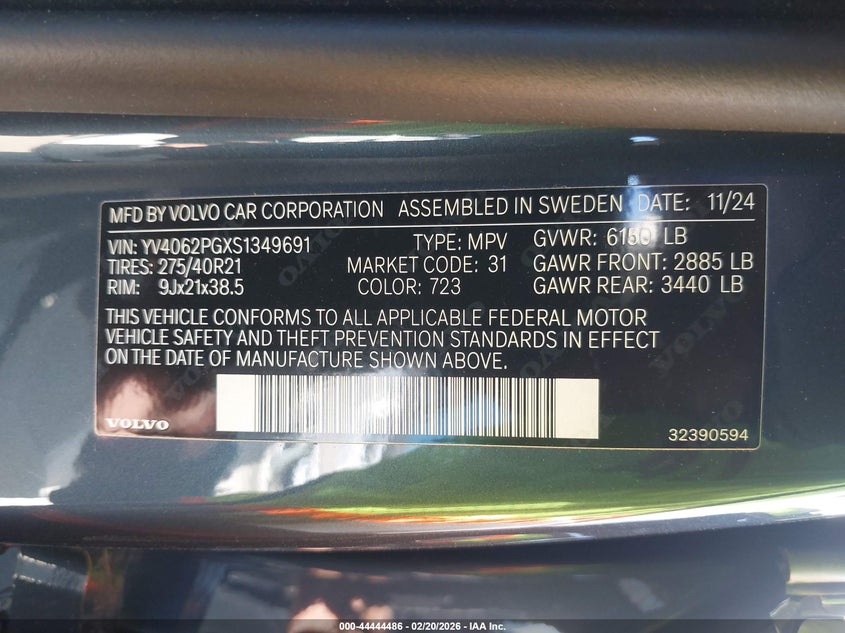 MFD BY VOLVO CAR CORPORATION ASSEMBLED IN SWEDEN DATE: 11/24
VIN: YV4062PGXS1349691 TYPE: MPV GVWR: 6150 LB
TIRES: 275/40R21 MARKET CODE: 31 GAWR FRONT: 2885 LB
RIM: 9Jx21x38.5 COLOR: 723 GAWR REAR: 3440 LB
THIS VEHICLE CONFORMS TO ALL APPLICABLE FEDERAL MOTOR
VEHICLE SAFETY AND THEFT PREVENTION STANDARDS IN EFFECT
ON THE DATE OF MANUFACTURE SHOWN ABOVE.
VOLVO
32390594
000-44444486 - 02/20/2026 - IAA Inc.